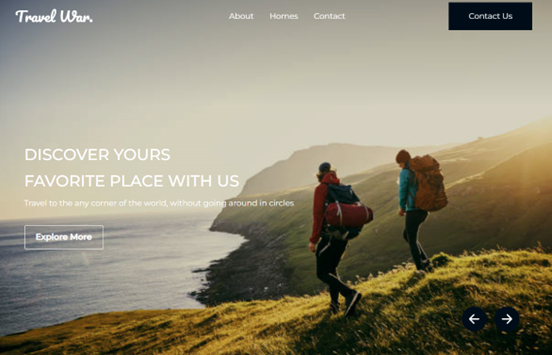 Travel War.
About
Homes
Contact
Contact Us
DISCOVER YOURS
FAVORITE PLACE WITH US
Travel to the any corner of the world, without going around in circles
Explore More